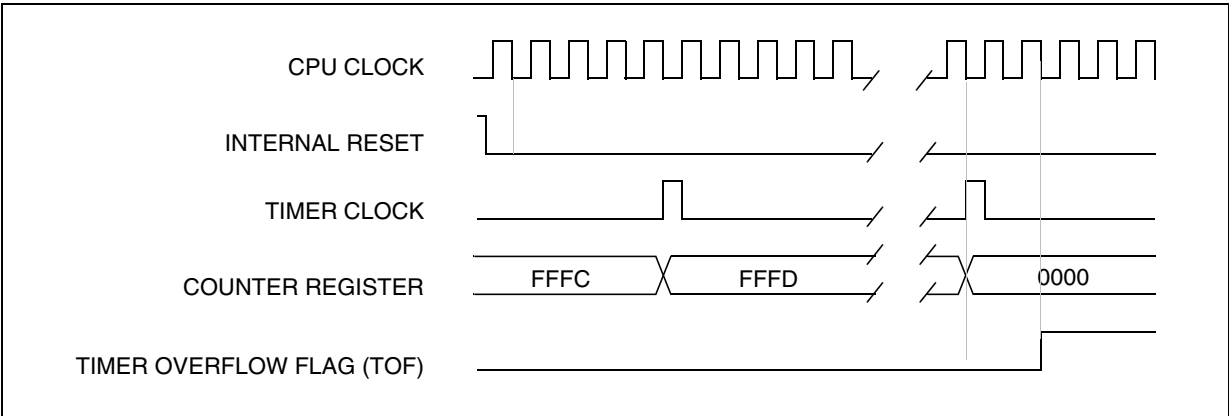 CPU CLOCK
INTERNAL RESET
TIMER CLOCK
COUNTER REGISTER
FFFC
FFFD
0000
TIMER OVERFLOW FLAG (TOF)